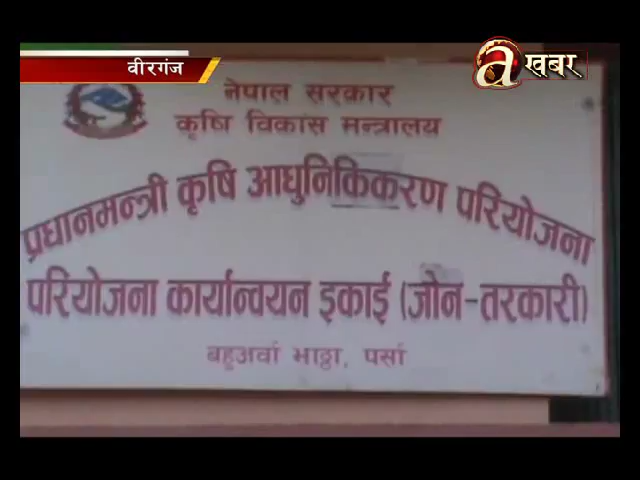 वीरगंज
a खबर
नेपाल सरकार
कृषि विकास मन्त्रालय
प्रधानमन्त्री कृषि आधुनिकिकरण परियोजना
परियोजना कार्यान्वयन इकाई (जोन-तरकारी)
बहुअर्वा भाठ्ठा, पर्सा